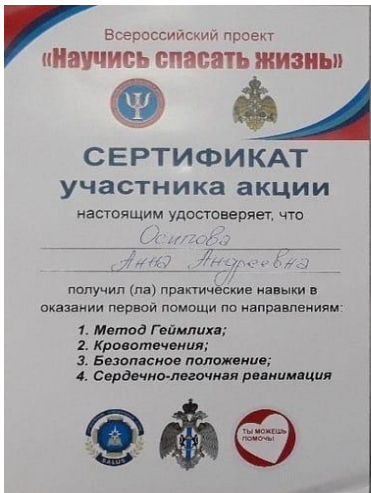 Всероссийский проект
«Научись спасать жизнь»
СЕРТИФИКАТ
участника акции
настоящим удостоверяет, что
Осипова
Анна Андреевна
получил (ла) практические навыки в
оказании первой помощи по направлениям:
1. Метод Геймлиха;
2. Кровотечения;
3. Безопасное положение;
4. Сердечно-легочная реанимация
SALUS
ТЫ МОЖЕШЬ
ПОМОЧЬ!